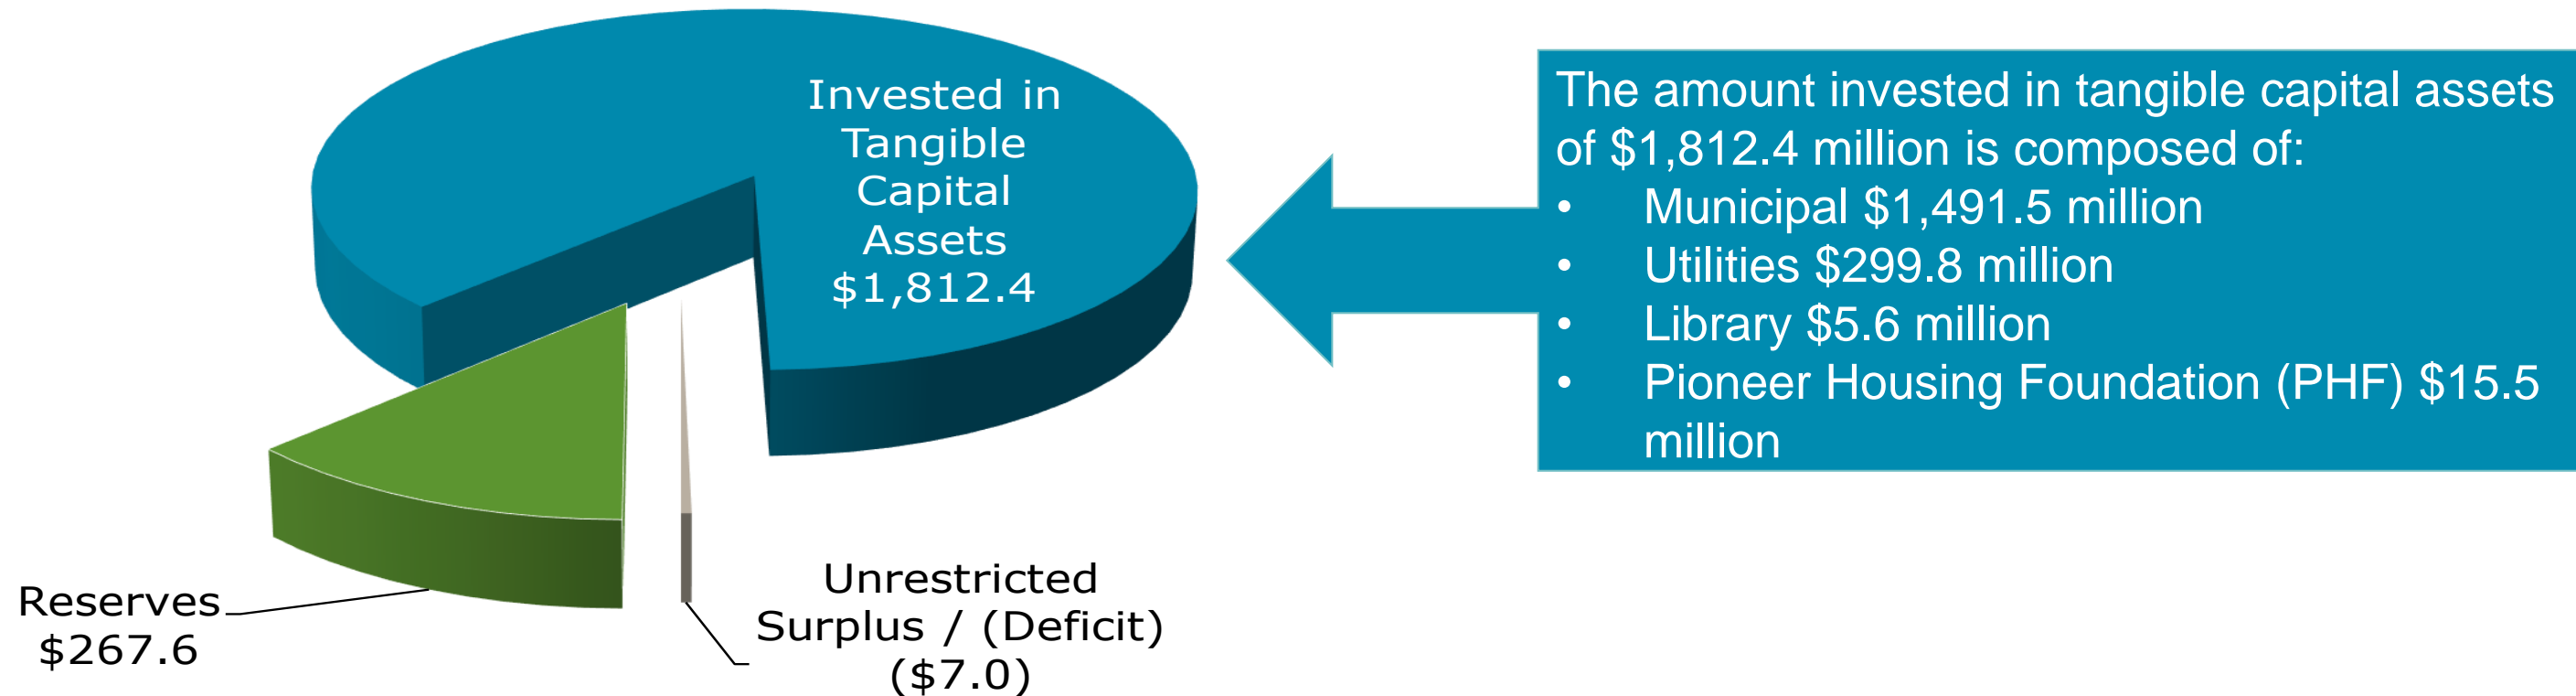 Invested in
Tangible
Capital
Assets
$1,812.4
Reserves
$267.6
Unrestricted
Surplus / (Deficit)
($7.0)
The amount invested in tangible capital assets
of $1,812.4 million is composed of:
• Municipal $1,491.5 million
• Utilities $299.8 million
• Library $5.6 million
• Pioneer Housing Foundation (PHF) $15.5
million